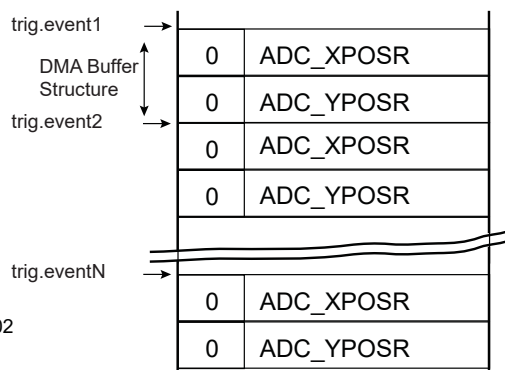 trig.event1
0 ADC_XPOSR
DMA Buffer
Structure
0 ADC_YPOSR
trig.event2
0 ADC_XPOSR
0 ADC_YPOSR
trig.eventN
0 ADC_XPOSR
02
0 ADC_YPOSR